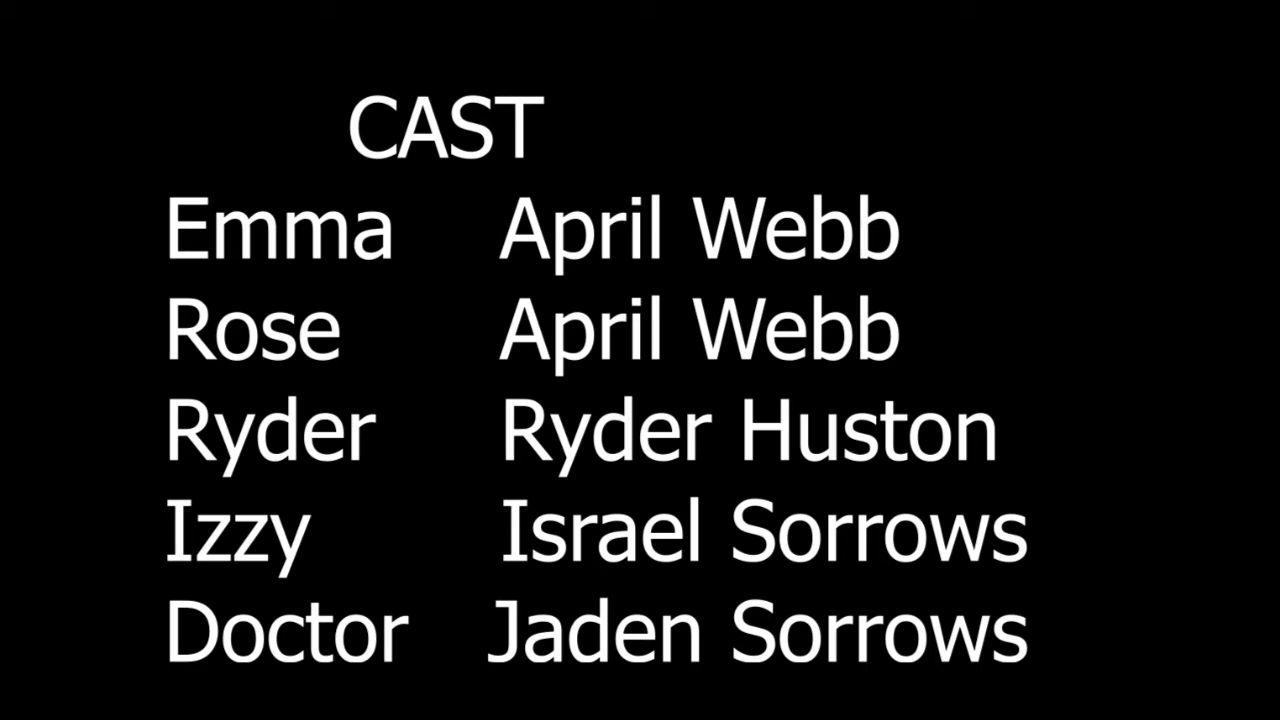 CAST
Emma April Webb
Rose April Webb
Ryder Ryder Huston
Izzy Israel Sorrows
Doctor Jaden Sorrows